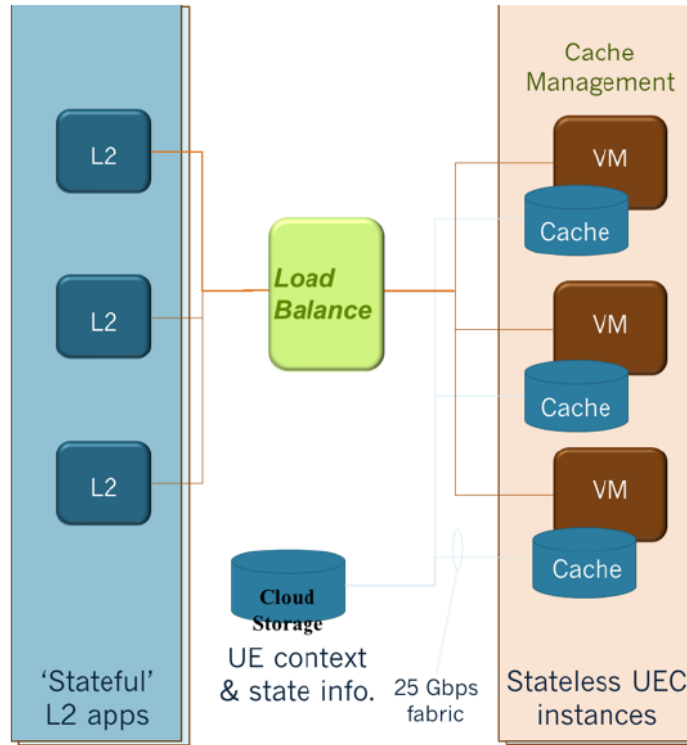 Cache
Management
L2
VM
Cache
Load
Balance
L2
VM
Cache
L2
VM
Cache
Cloud
Storage
UE context
& state info.
'Stateful'
L2 apps
25 Gbps
fabric
Stateless UEC
instances